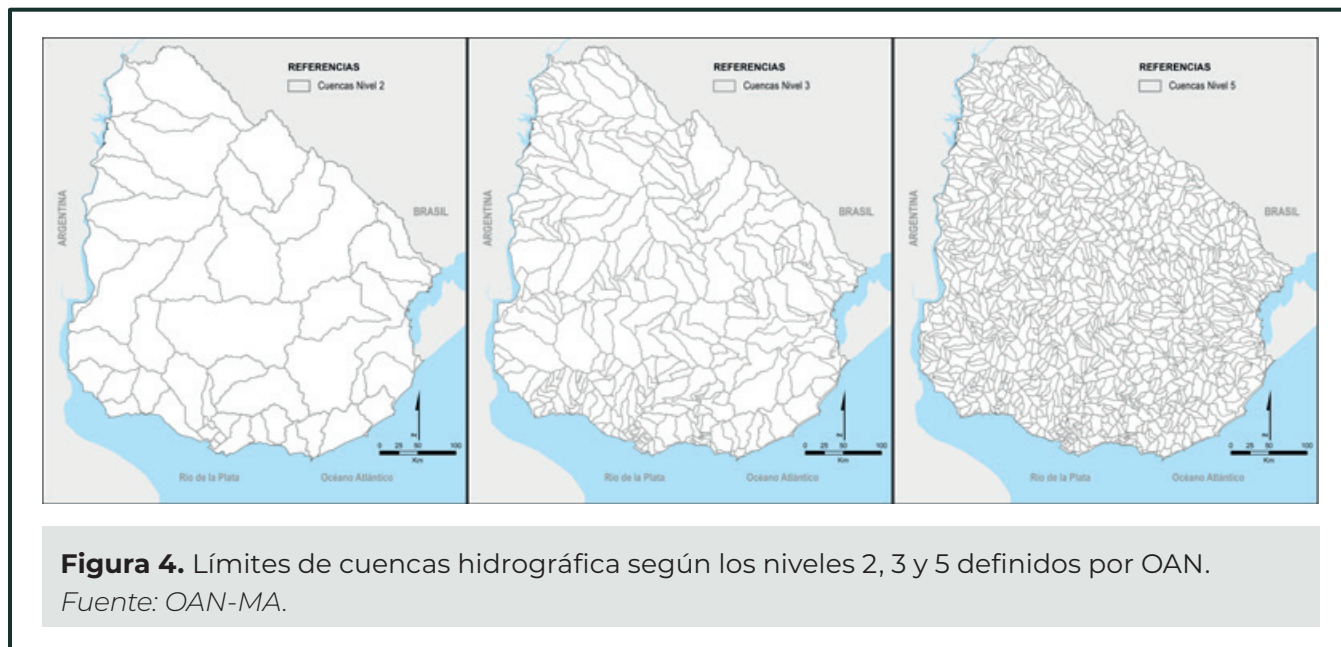 REFERENCIAS
Cuencas Nivel 2
ARGENTINA
BRASIL
0 25 50 100
Km
Río de la Plata
Océano Atlántico
REFERENCIAS
Cuencas Nivel 3
ARGENTINA
BRASIL
0 25 50 100
Km
Río de la Plata
Océano Atlántico
REFERENCIAS
Cuencas Nivel 5
ARGENTINA
BRASIL
0 25 50 100
Km
Río de la Plata
Océano Atlántico
Figura 4. Límites de cuencas hidrográfica según los niveles 2, 3 y 5 definidos por OAN.
Fuente: OAN-MA.